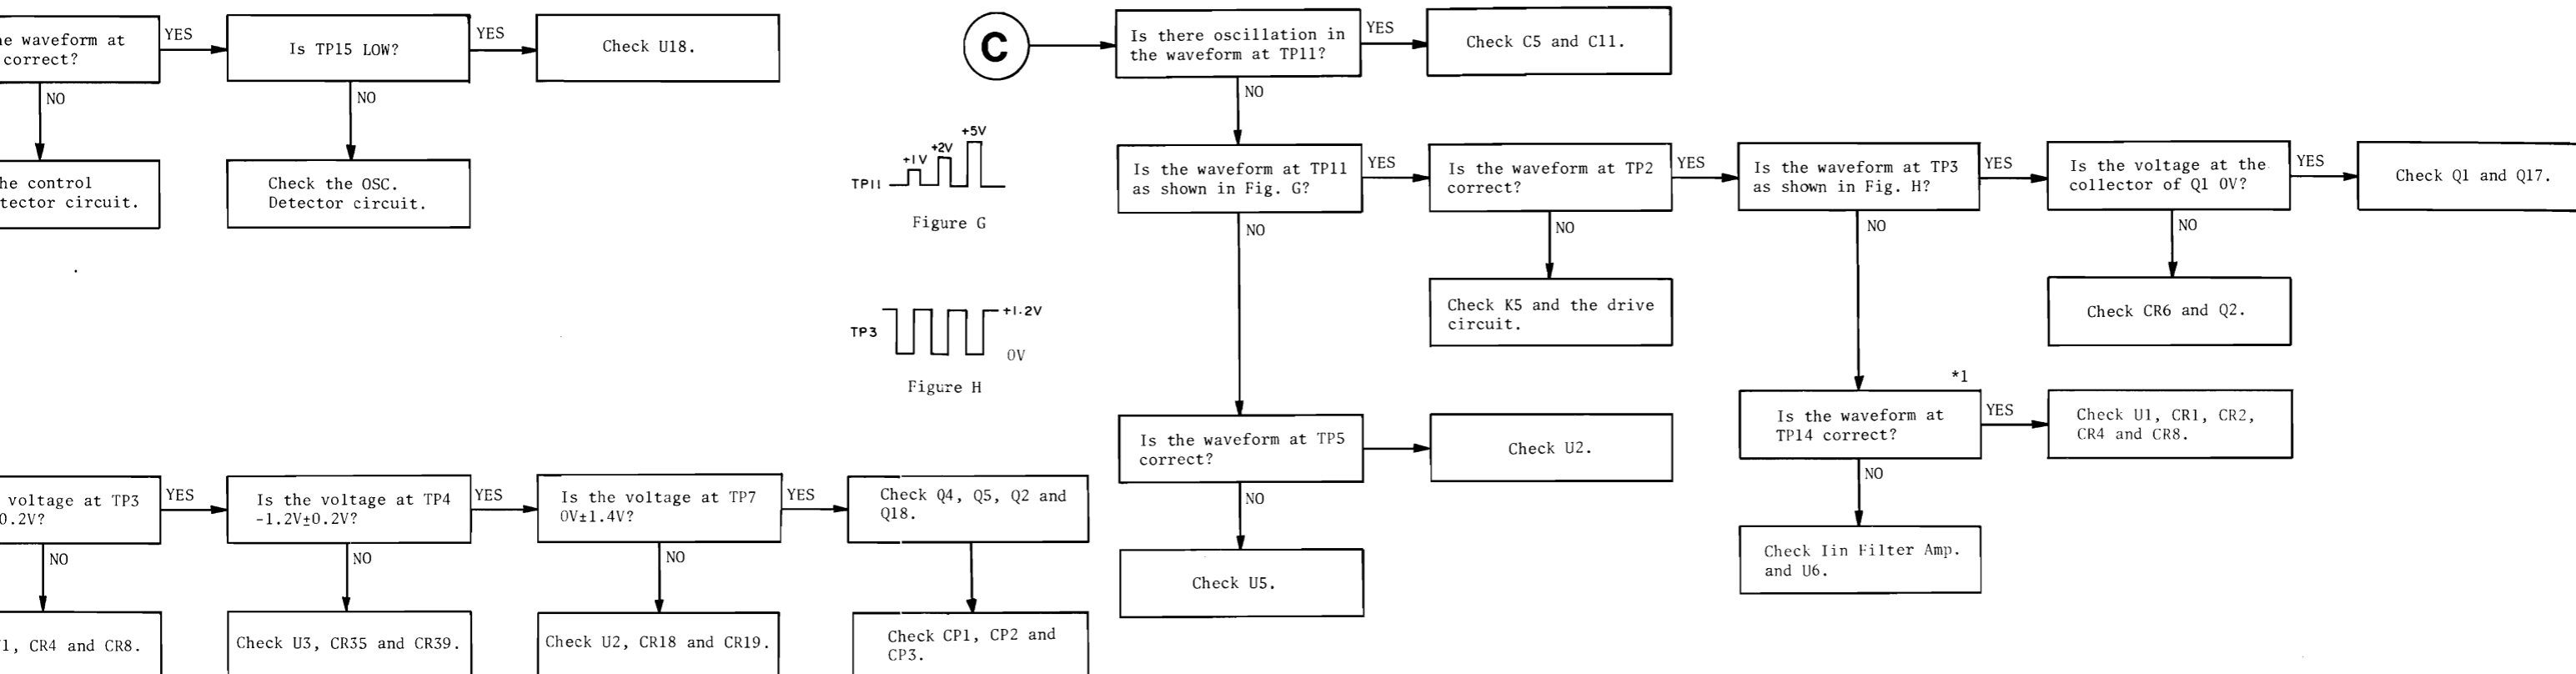 he waveform at
correct?
YES
NO
Is TP15 LOW?
YES
NO
Check U18.
he control
tector circuit.
Check the OSC.
Detector circuit.
C
Is there oscillation in
the waveform at TP11?
YES
NO
Check C5 and C11.
TP11
+1V
+2V
+5V
Figure G
Is the waveform at TP11
as shown in Fig. G?
YES
NO
Is the waveform at TP2
correct?
YES
NO
Is the waveform at TP3
as shown in Fig. H?
YES
NO
Is the voltage at the
collector of Q1 0V?
YES
NO
Check Q1 and Q17.
Check K5 and the drive
circuit.
Check CR6 and Q2.
TP3
+1.2V
0V
Figure H
*1
Is the waveform at
TP14 correct?
YES
NO
Check U1, CR1, CR2,
CR4 and CR8.
Is the waveform at TP5
correct?
NO
Check U2.
Check Iin Filter Amp.
and U6.
Check U5.
voltage at TP3
0.2V?
YES
NO
Is the voltage at TP4
-1.2V±0.2V?
YES
NO
Is the voltage at TP7
0V±1.4V?
YES
NO
Check Q4, Q5, Q2 and
Q18.
1, CR4 and CR8.
Check U3, CR35 and CR39.
Check U2, CR18 and CR19.
Check CP1, CP2 and
CP3.